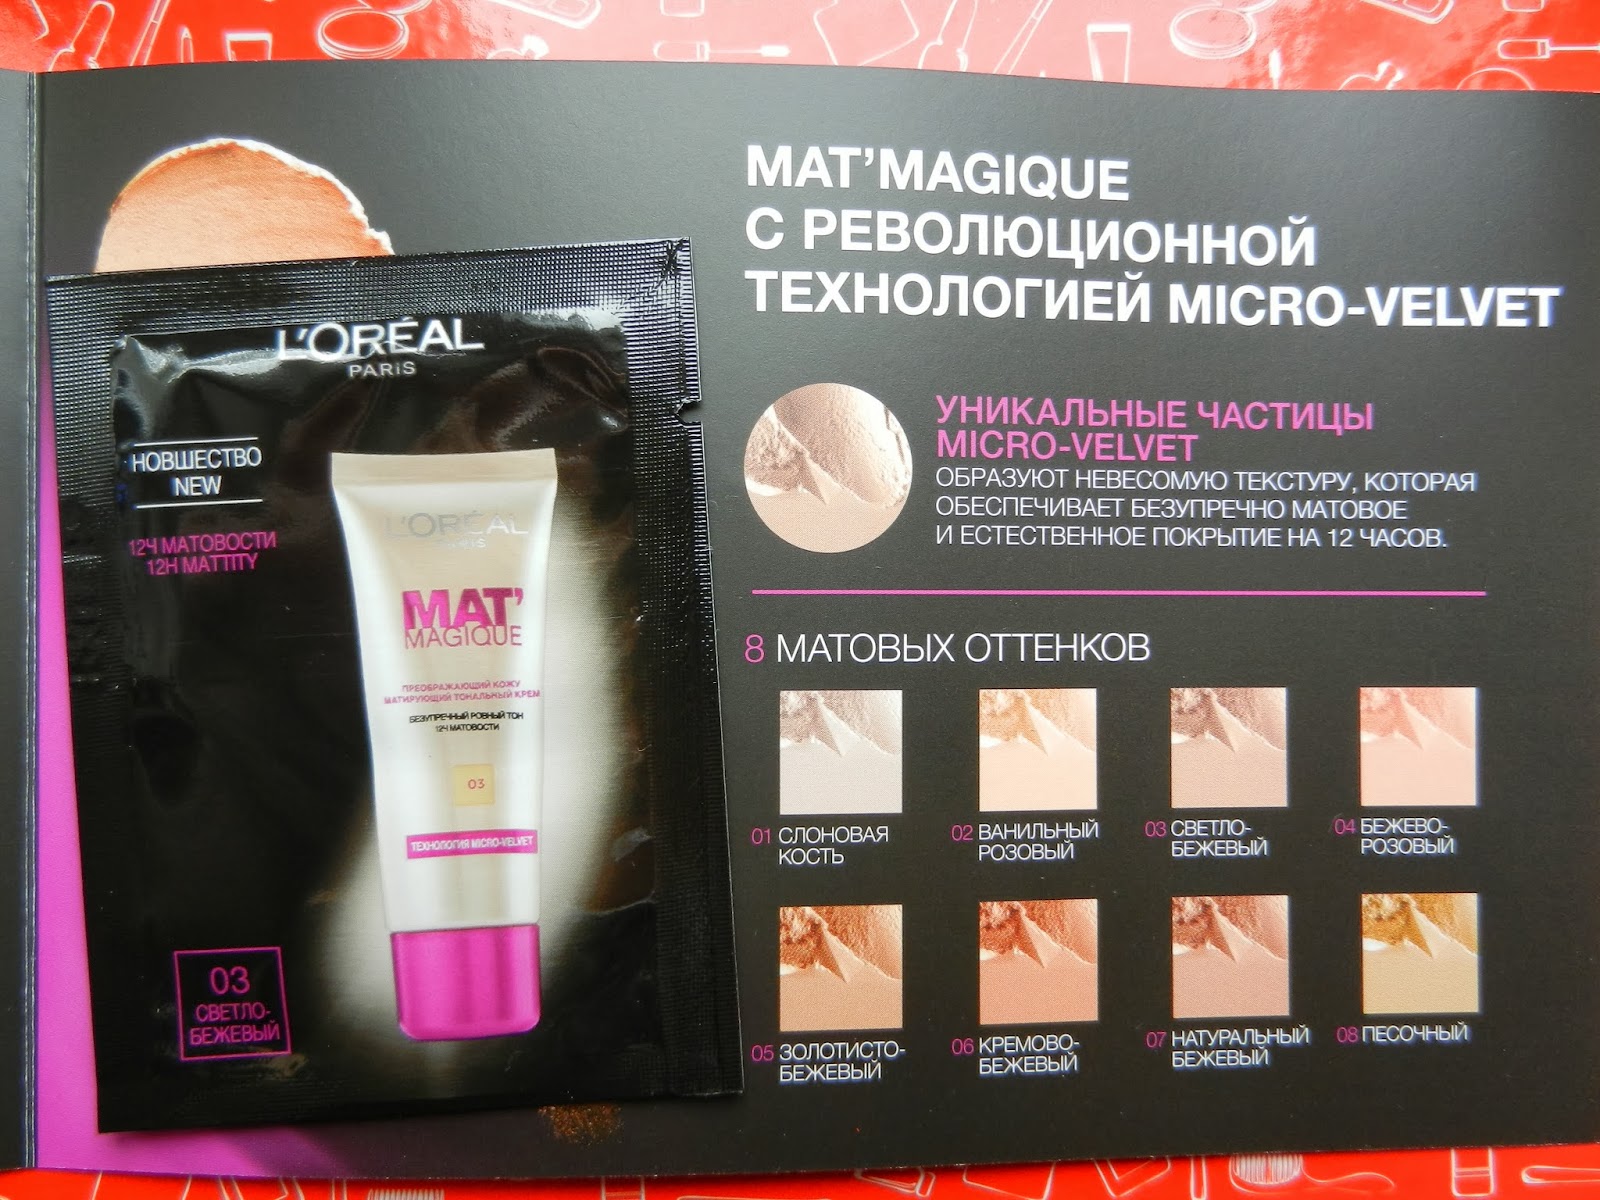 L'ORÉAL
PARIS
НОВШЕСТВО
NEW
12Ч МАТОВОСТИ
12H MATTITY
L'ORÉAL
PARIS
MAT'
MAGIQUE
ПРЕОБРАЖАЮЩИЙ КОЖУ
МАТИРУЮЩИЙ ТОНАЛЬНЫЙ КРЕМ
БЕЗУПРЕЧНЫЙ РОВНЫЙ ТОН
12Ч МАТОВОСТИ
03
ТЕХНОЛОГИЯ MICRO-VELVET
03
СВЕТЛО-
БЕЖЕВЫЙ
MAT'MAGIQUE
С РЕВОЛЮЦИОННОЙ
ТЕХНОЛОГИЕЙ MICRO-VELVET
УНИКАЛЬНЫЕ ЧАСТИЦЫ
MICRO-VELVET
ОБРАЗУЮТ НЕВЕСОМУЮ ТЕКСТУРУ, КОТОРАЯ
ОБЕСПЕЧИВАЕТ БЕЗУПРЕЧНО МАТОВОЕ
И ЕСТЕСТВЕННОЕ ПОКРЫТИЕ НА 12 ЧАСОВ.
8 МАТОВЫХ ОТТЕНКОВ
01 СЛОНОВАЯ
КОСТЬ
02 ВАНИЛЬНЫЙ
РОЗОВЫЙ
03 СВЕТЛО-
БЕЖЕВЫЙ
04 БЕЖЕВО-
РОЗОВЫЙ
05 ЗОЛОТИСТО-
БЕЖЕВЫЙ
06 КРЕМОВО-
БЕЖЕВЫЙ
07 НАТУРАЛЬНЫЙ
БЕЖЕВЫЙ
08 ПЕСОЧНЫЙ